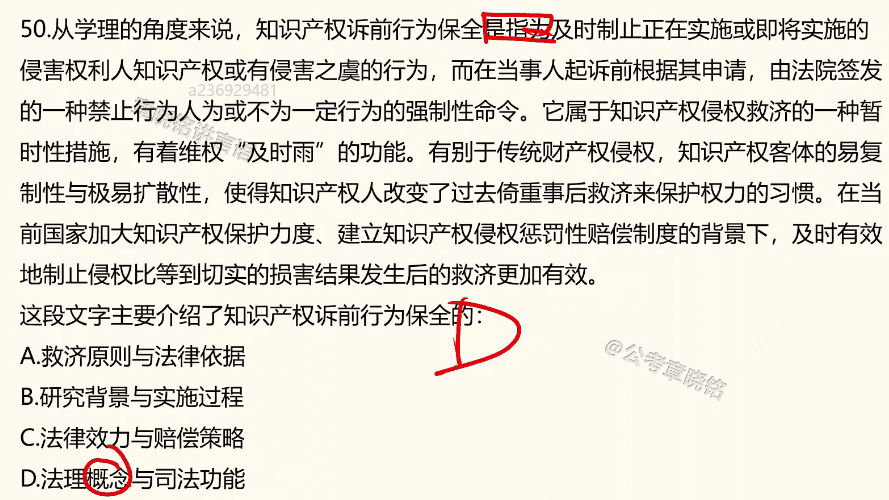 50.从学理的角度来说，知识产权诉前行为保全是指为及时制止正在实施或即将实施的
侵害权利人知识产权或有侵害之虞的行为，而在当事人起诉前根据其申请，由法院签发
a236929481
的一种禁止行为人为或不为一定行为的强制性命令。它属于知识产权侵权救济的一种暂
时性措施，有着维权“及时雨”的功能。有别于传统财产权侵权，知识产权客体的易复
制性与极易扩散性，使得知识产权人改变了过去倚重事后救济来保护权力的习惯。在当
前国家加大知识产权保护力度、建立知识产权侵权惩罚性赔偿制度的背景下，及时有效
地制止侵权比等到切实的损害结果发生后的救济更加有效。
这段文字主要介绍了知识产权诉前行为保全的：
D
A.救济原则与法律依据
@公考章晓铭
B.研究背景与实施过程
C.法律效力与赔偿策略
D.法理概念与司法功能